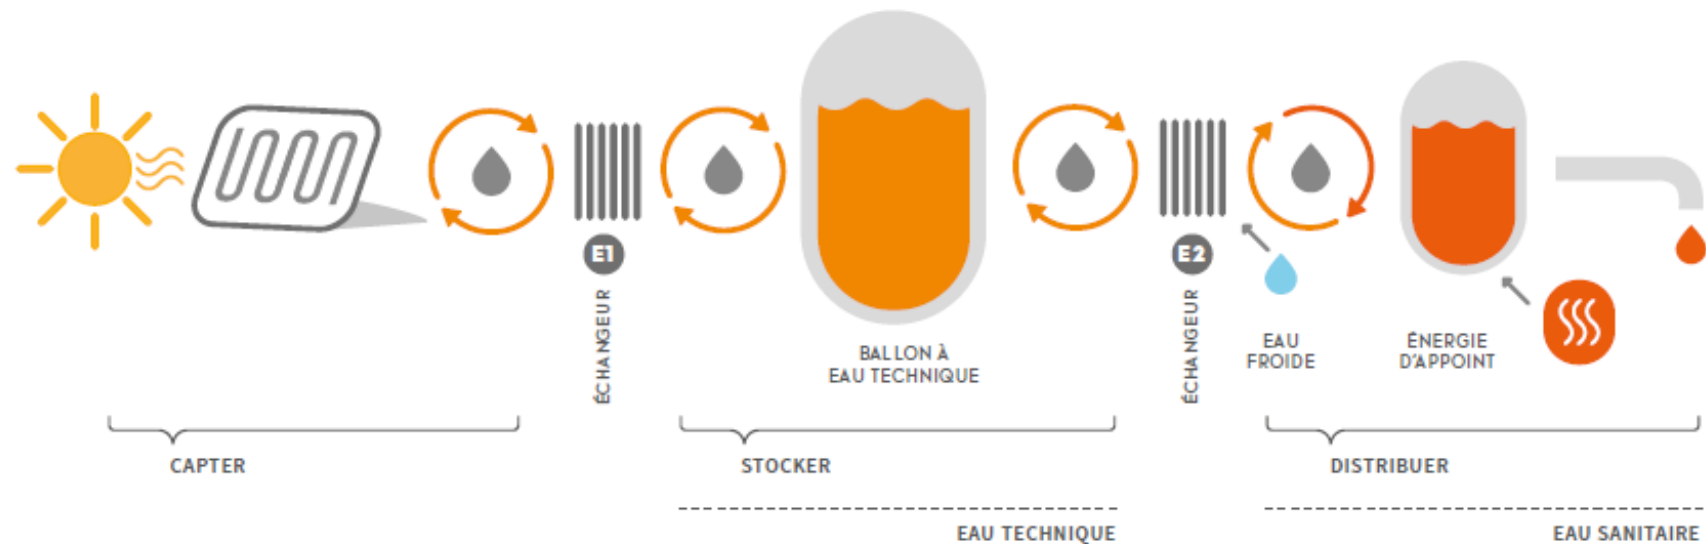 E1
ÉCHANGEUR
BALLON À
EAU TECHNIQUE
E2
ÉCHANGEUR
EAU
FROIDE
ÉNERGIE
D'APPOINT
CAPTER
STOCKER
DISTRIBUER
EAU TECHNIQUE
EAU SANITAIRE